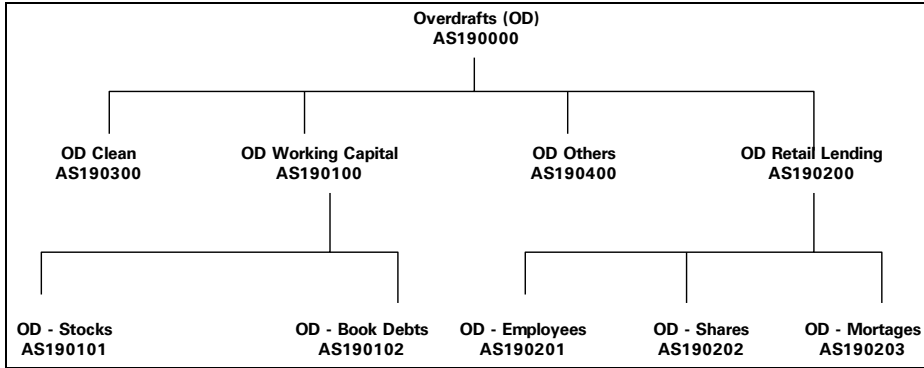 Overdrafts (OD)
AS190000
OD Clean
AS190300
OD Working Capital
AS190100
OD Others
AS190400
OD Retail Lending
AS190200
OD - Stocks
AS190101
OD - Book Debts
AS190102
OD - Employees
AS190201
OD - Shares
AS190202
OD - Mortages
AS190203